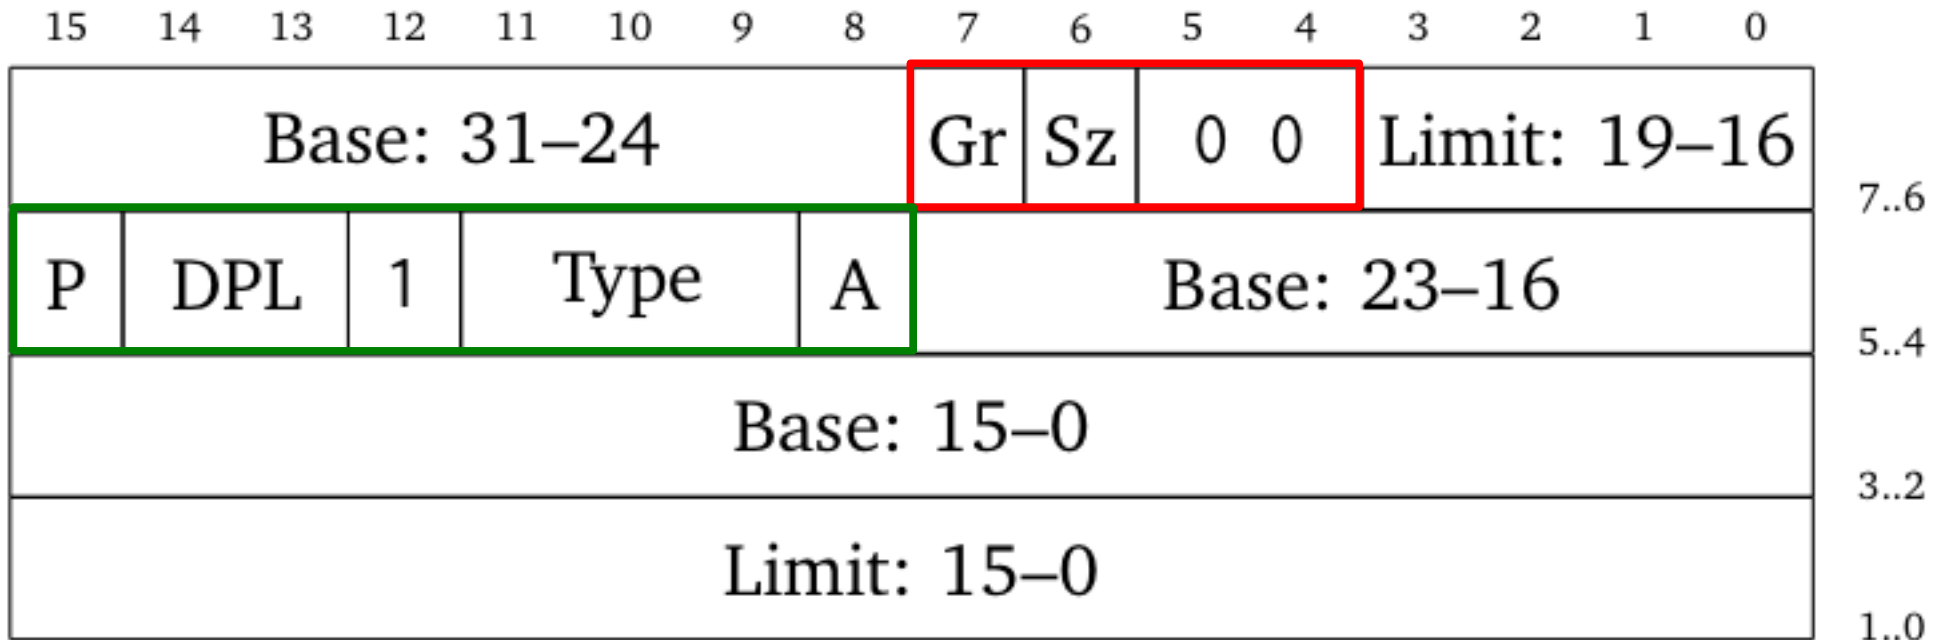 15 14 13 12 11 10 9 8 7 6 5 4 3 2 1 0
Base: 31–24 Gr Sz 0 0 Limit: 19–16
7..6
P DPL 1 Type A Base: 23–16
5..4
Base: 15–0
3..2
Limit: 15–0
1..0